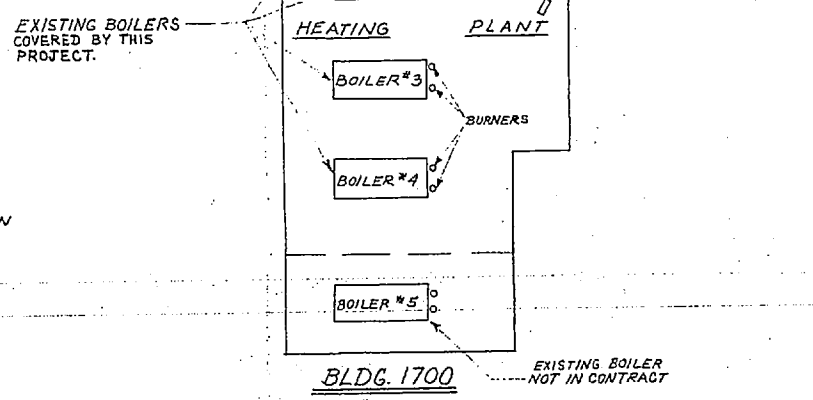 EXISTING BOILERS
COVERED BY THIS
PROJECT.
HEATING PLANT
BOILER #3
BURNERS
BOILER #4
N
BOILER #5
EXISTING BOILER
NOT IN CONTRACT
BLDG. 1700